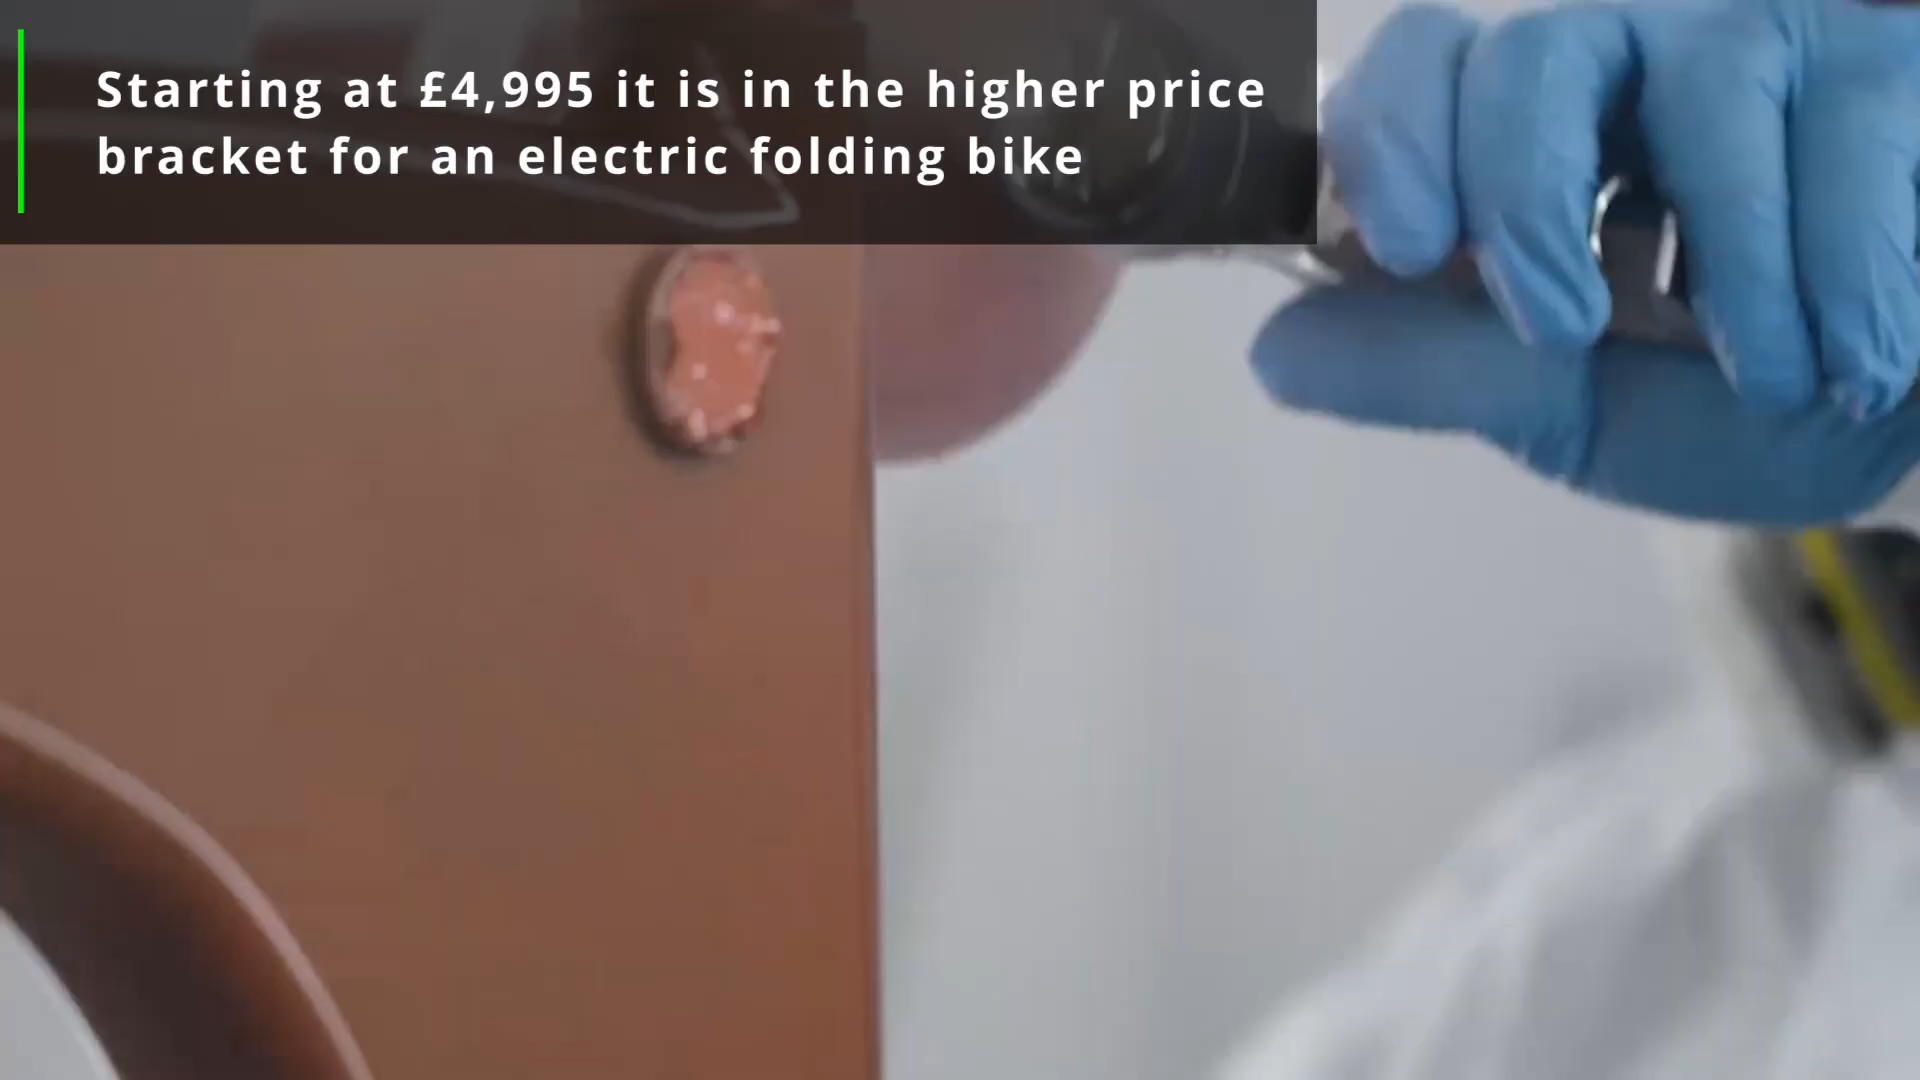 Starting at £4,995 it is in the higher price
bracket for an electric folding bike